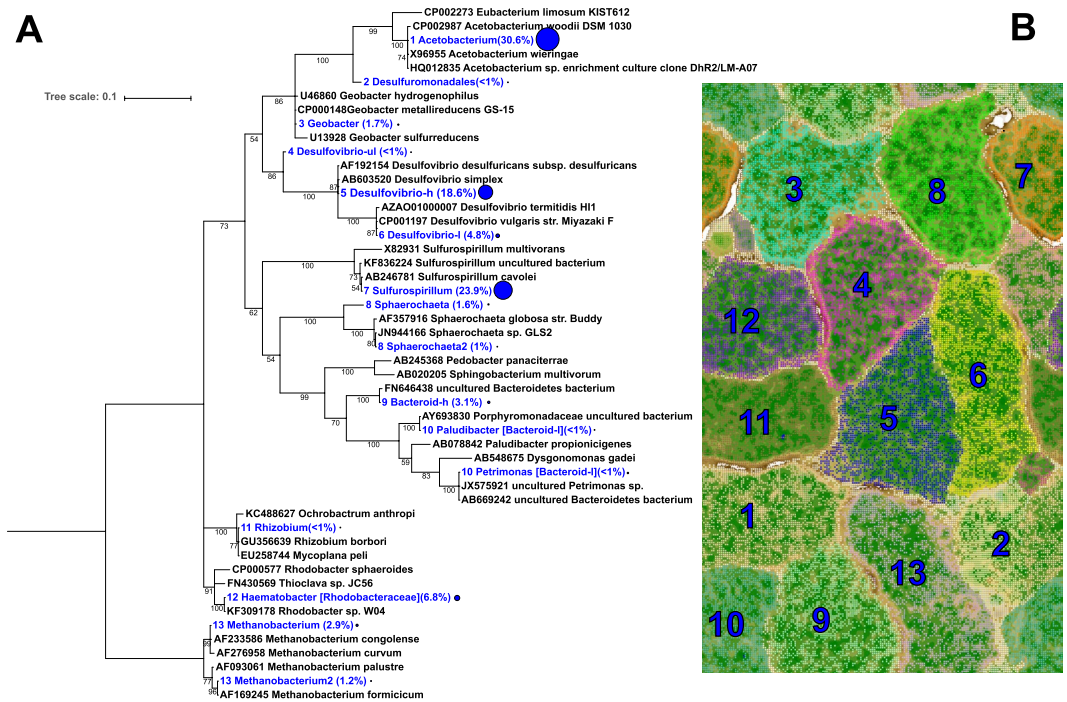 A
B
Tree scale: 0.1
CP002273 Eubacterium limosum KIST612
99
CP002987 Acetobacterium woodii DSM 1030
1 Acetobacterium(30.6%)
100
X96955 Acetobacterium wieringae
74
HQ012835 Acetobacterium sp. enrichment culture clone DhR2/LM-A07
100
2 Desulfuromonadales(<1%)
U46860 Geobacter hydrogenophilus
86
CP000148Geobacter metallireducens GS-15
3 Geobacter (1.7%)
54
U13928 Geobacter sulfurreducens
4 Desulfovibrio-ul (<1%)
AF192154 Desulfovibrio desulfuricans subsp. desulfuricans
86
AB603520 Desulfovibrio simplex
87
5 Desulfovibrio-h (18.6%)
100
AZAO01000007 Desulfovibrio termitidis HI1
100
CP001197 Desulfovibrio vulgaris str. Miyazaki F
73
87
6 Desulfovibrio-l (4.8%)
X82931 Sulfurospirillum multivorans
100
KF836224 Sulfurospirillum uncultured bacterium
73
AB246781 Sulfurospirillum cavolei
54
7 Sulfurospirillum (23.9%)
8 Sphaerochaeta (1.6%)
62
100
AF357916 Sphaerochaeta globosa str. Buddy
100
JN944166 Sphaerochaeta sp. GLS2
80
8 Sphaerochaeta2 (1%)
54
AB245368 Pedobacter panaciterrae
100
AB020205 Sphingobacterium multivorum
FN646438 uncultured Bacteroidetes bacterium
99
100
9 Bacteroid-h (3.1%)
AY693830 Porphyromonadaceae uncultured bacterium
70
100
10 Paludibacter [Bacteroid-l](<1%)
100
AB078842 Paludibacter propionicigenes
59
AB548675 Dysgonomonas gadei
83
10 Petrimonas [Bacteroid-l](<1%)
JX575921 uncultured Petrimonas sp.
100
AB669242 uncultured Bacteroidetes bacterium
KC488627 Ochrobactrum anthropi
100
11 Rhizobium(<1%)
77
GU356639 Rhizobium borbori
EU258744 Mycoplana peli
CP000577 Rhodobacter sphaeroides
91
FN430569 Thioclava sp. JC56
12 Haematobacter [Rhodobacteraceae](6.8%)
100
KF309178 Rhodobacter sp. W04
13 Methanobacterium (2.9%)
AF233586 Methanobacterium congolense
AF276958 Methanobacterium curvum
AF093061 Methanobacterium palustre
77
13 Methanobacterium2 (1.2%)
96
AF169245 Methanobacterium formicicum
3
8
7
4
12
6
11
5
1
2
13
10
9